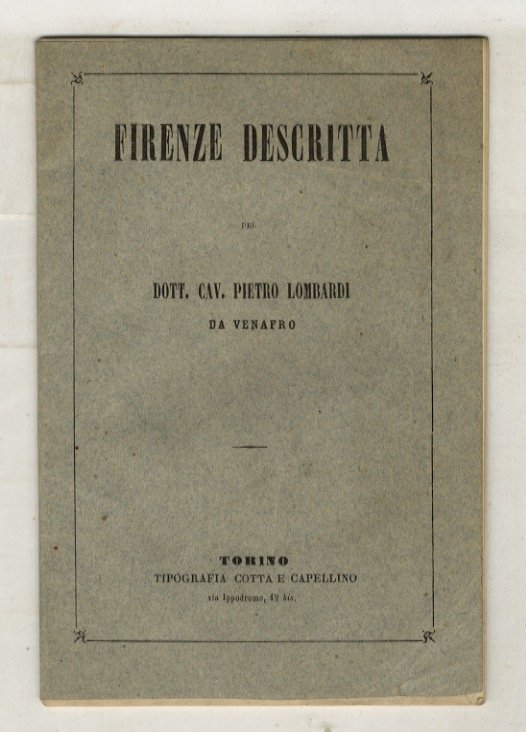 FIRENZE DESCRITTA
PEL
DOTT. CAV. PIETRO LOMBARDI
DA VENAFRO
TORINO
TIPOGRAFIA COTTA E CAPELLINO
via Ippodromo, 12 bis.